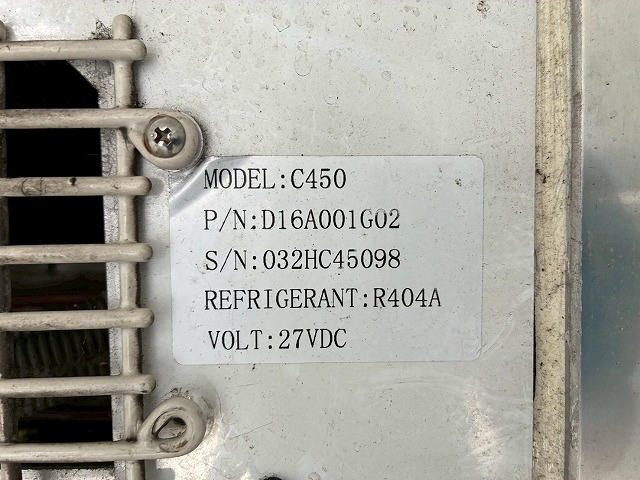 MODEL:C450
P/N:D16A001G02
S/N:032HC45098
REFRIGERANT:R404A
VOLT:27VDC